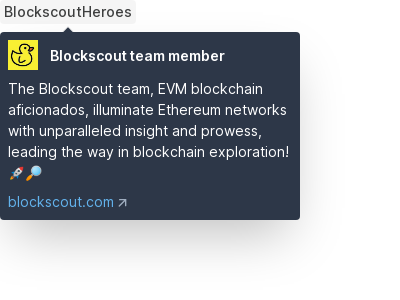 BlockscoutHeroes
Blockscout team member
The Blockscout team, EVM blockchain
aficionados, illuminate Ethereum networks
with unparalleled insight and prowess,
leading the way in blockchain exploration!
🚀🔎
blockscout.com ↗